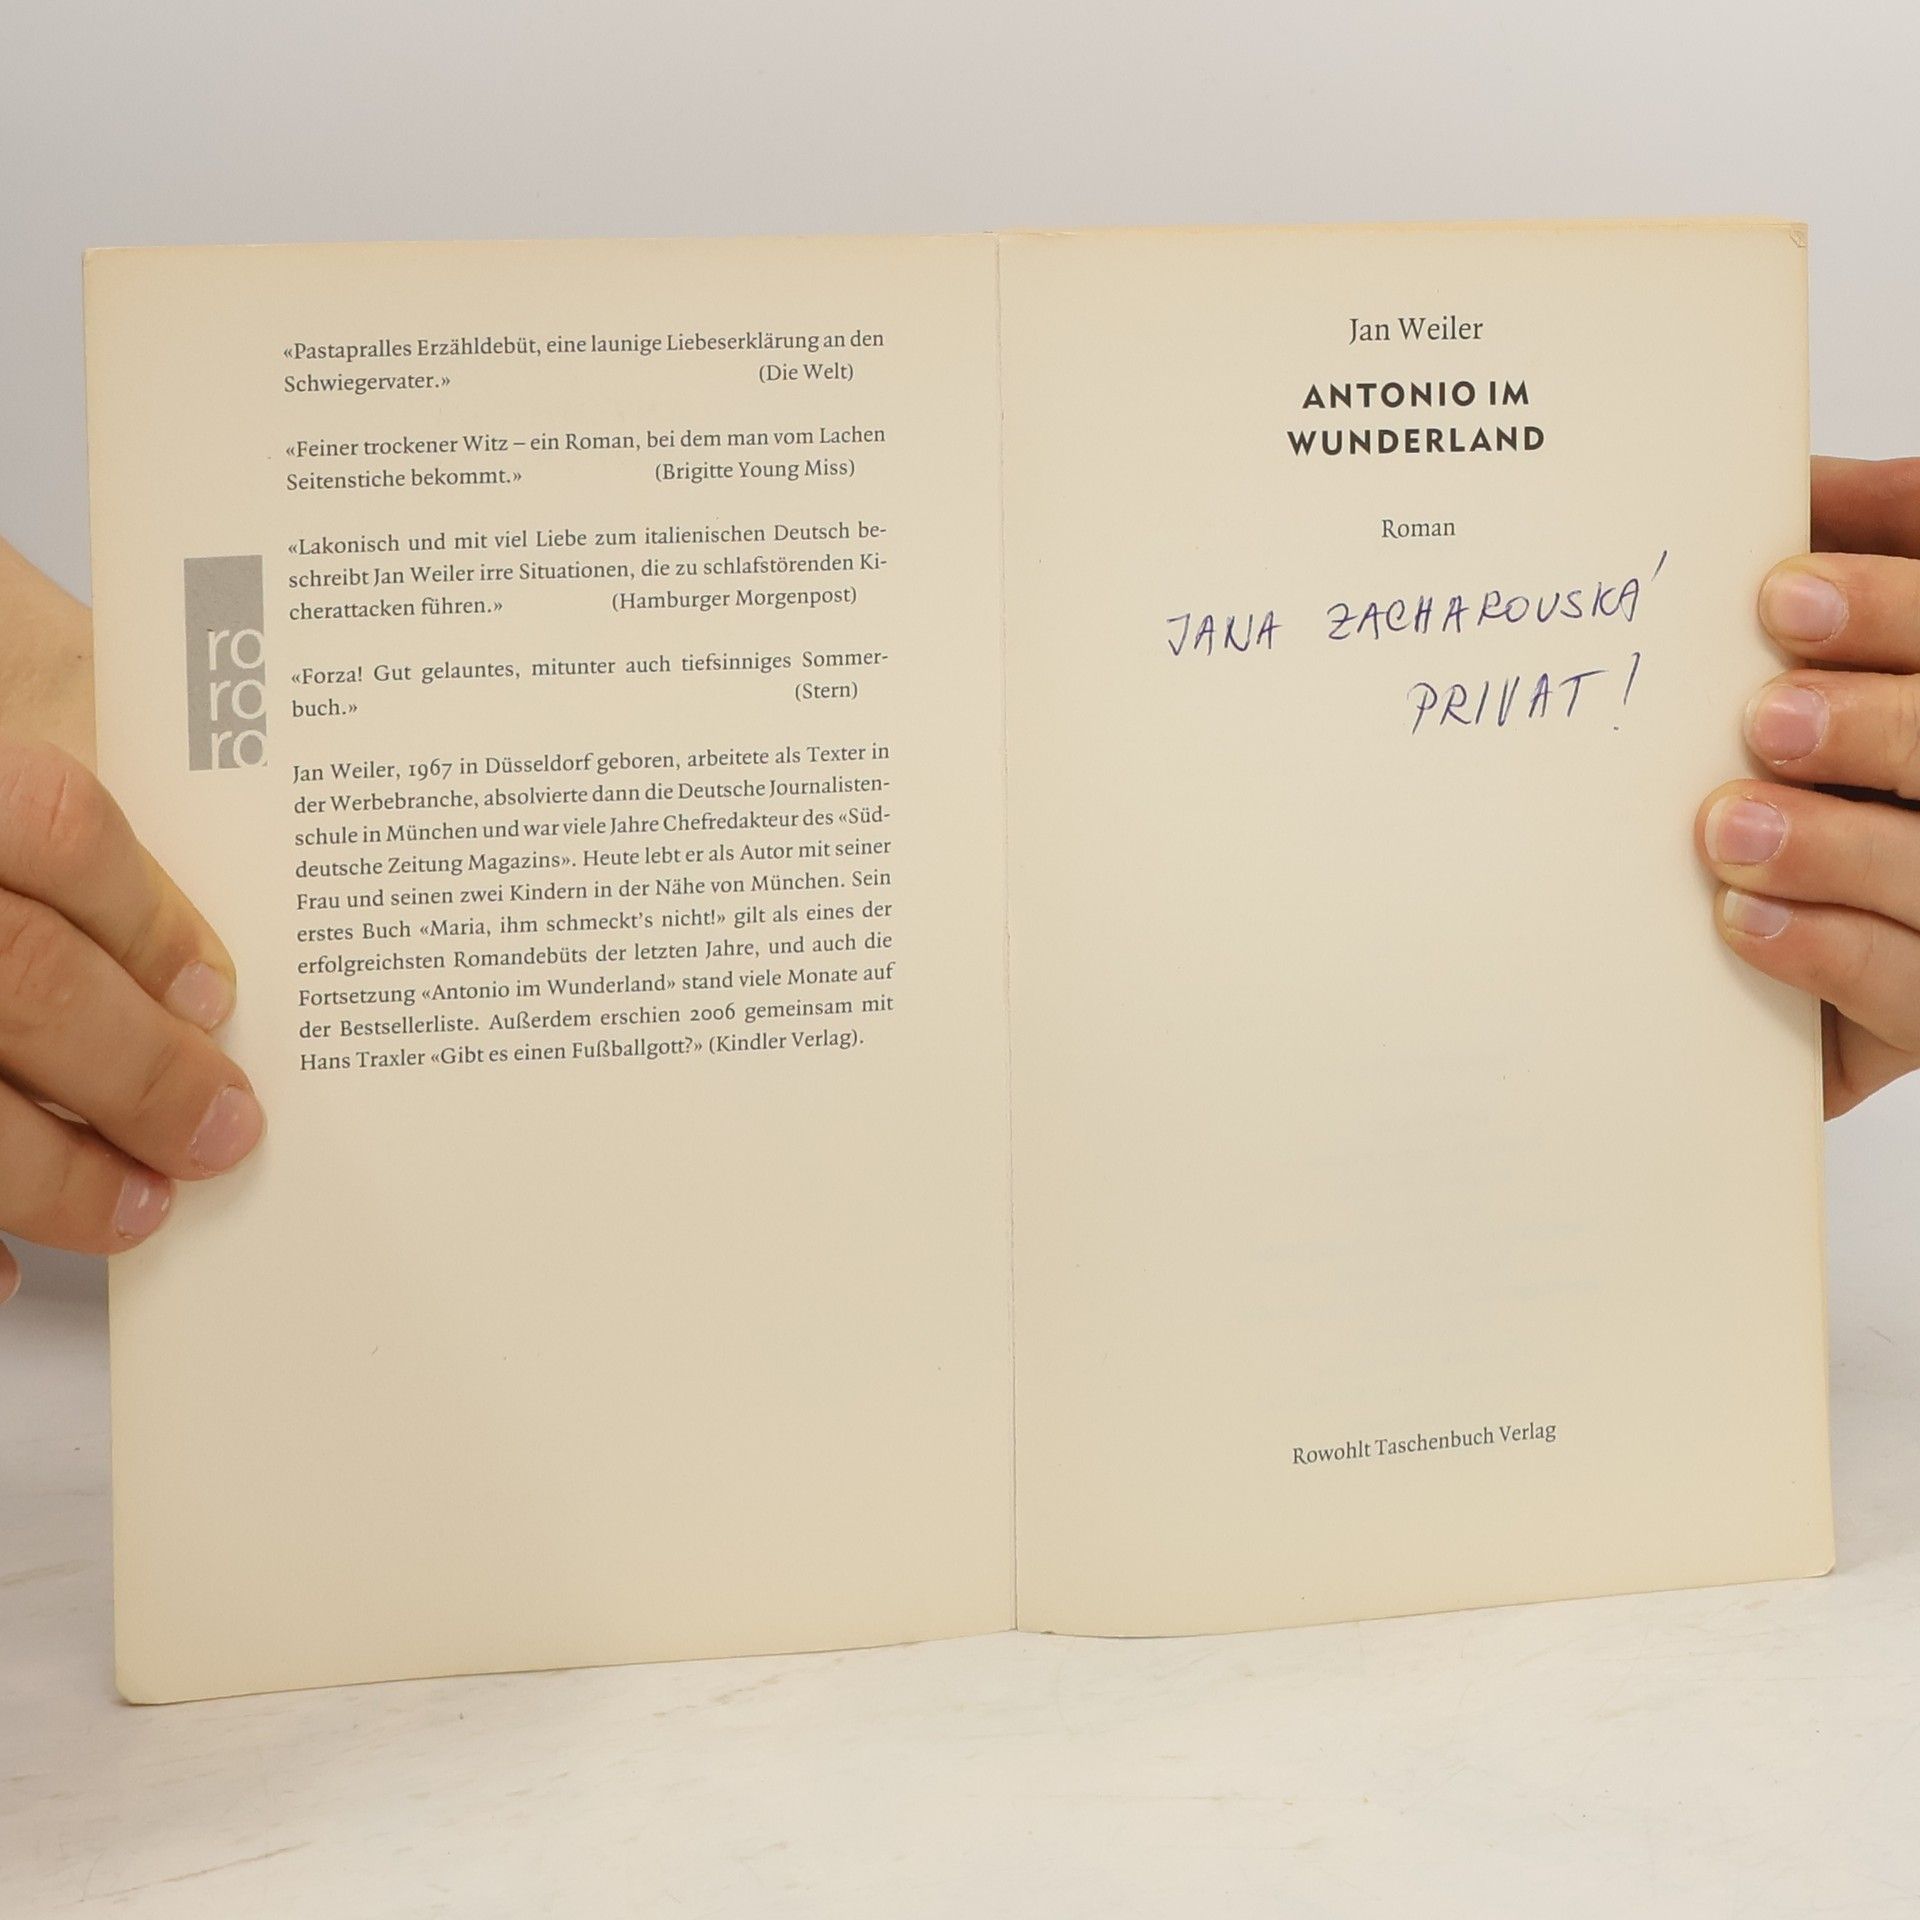 «Pastapralles Erzähldebüt, eine launige Liebeserklärung an den
Schwiegervater.» (Die Welt)
«Feiner trockener Witz – ein Roman, bei dem man vom Lachen
Seitenstiche bekommt.» (Brigitte Young Miss)
«Lakonisch und mit viel Liebe zum italienischen Deutsch be-
schreibt Jan Weiler irre Situationen, die zu schlafstörenden Ki-
cherattacken führen.» (Hamburger Morgenpost)
«Forza! Gut gelauntes, mitunter auch tiefsinniges Sommer-
buch.» (Stern)
ro
ro
ro
Jan Weiler, 1967 in Düsseldorf geboren, arbeitete als Texter in
der Werbebranche, absolvierte dann die Deutsche Journalisten-
schule in München und war viele Jahre Chefredakteur des «Süd-
deutsche Zeitung Magazins». Heute lebt er als Autor mit seiner
Frau und seinen zwei Kindern in der Nähe von München. Sein
erstes Buch «Maria, ihm schmeckt's nicht!» gilt als eines der
erfolgreichsten Romandebüts der letzten Jahre, und auch die
Fortsetzung «Antonio im Wunderland» stand viele Monate auf
der Bestsellerliste. Außerdem erschien 2006 gemeinsam mit
Hans Traxler «Gibt es einen Fußballgott?» (Kindler Verlag).
Jan Weiler
ANTONIO IM
WUNDERLAND
Roman
JANA ZACHAROVSKÁ
PRIVAT!
Rowohlt Taschenbuch Verlag